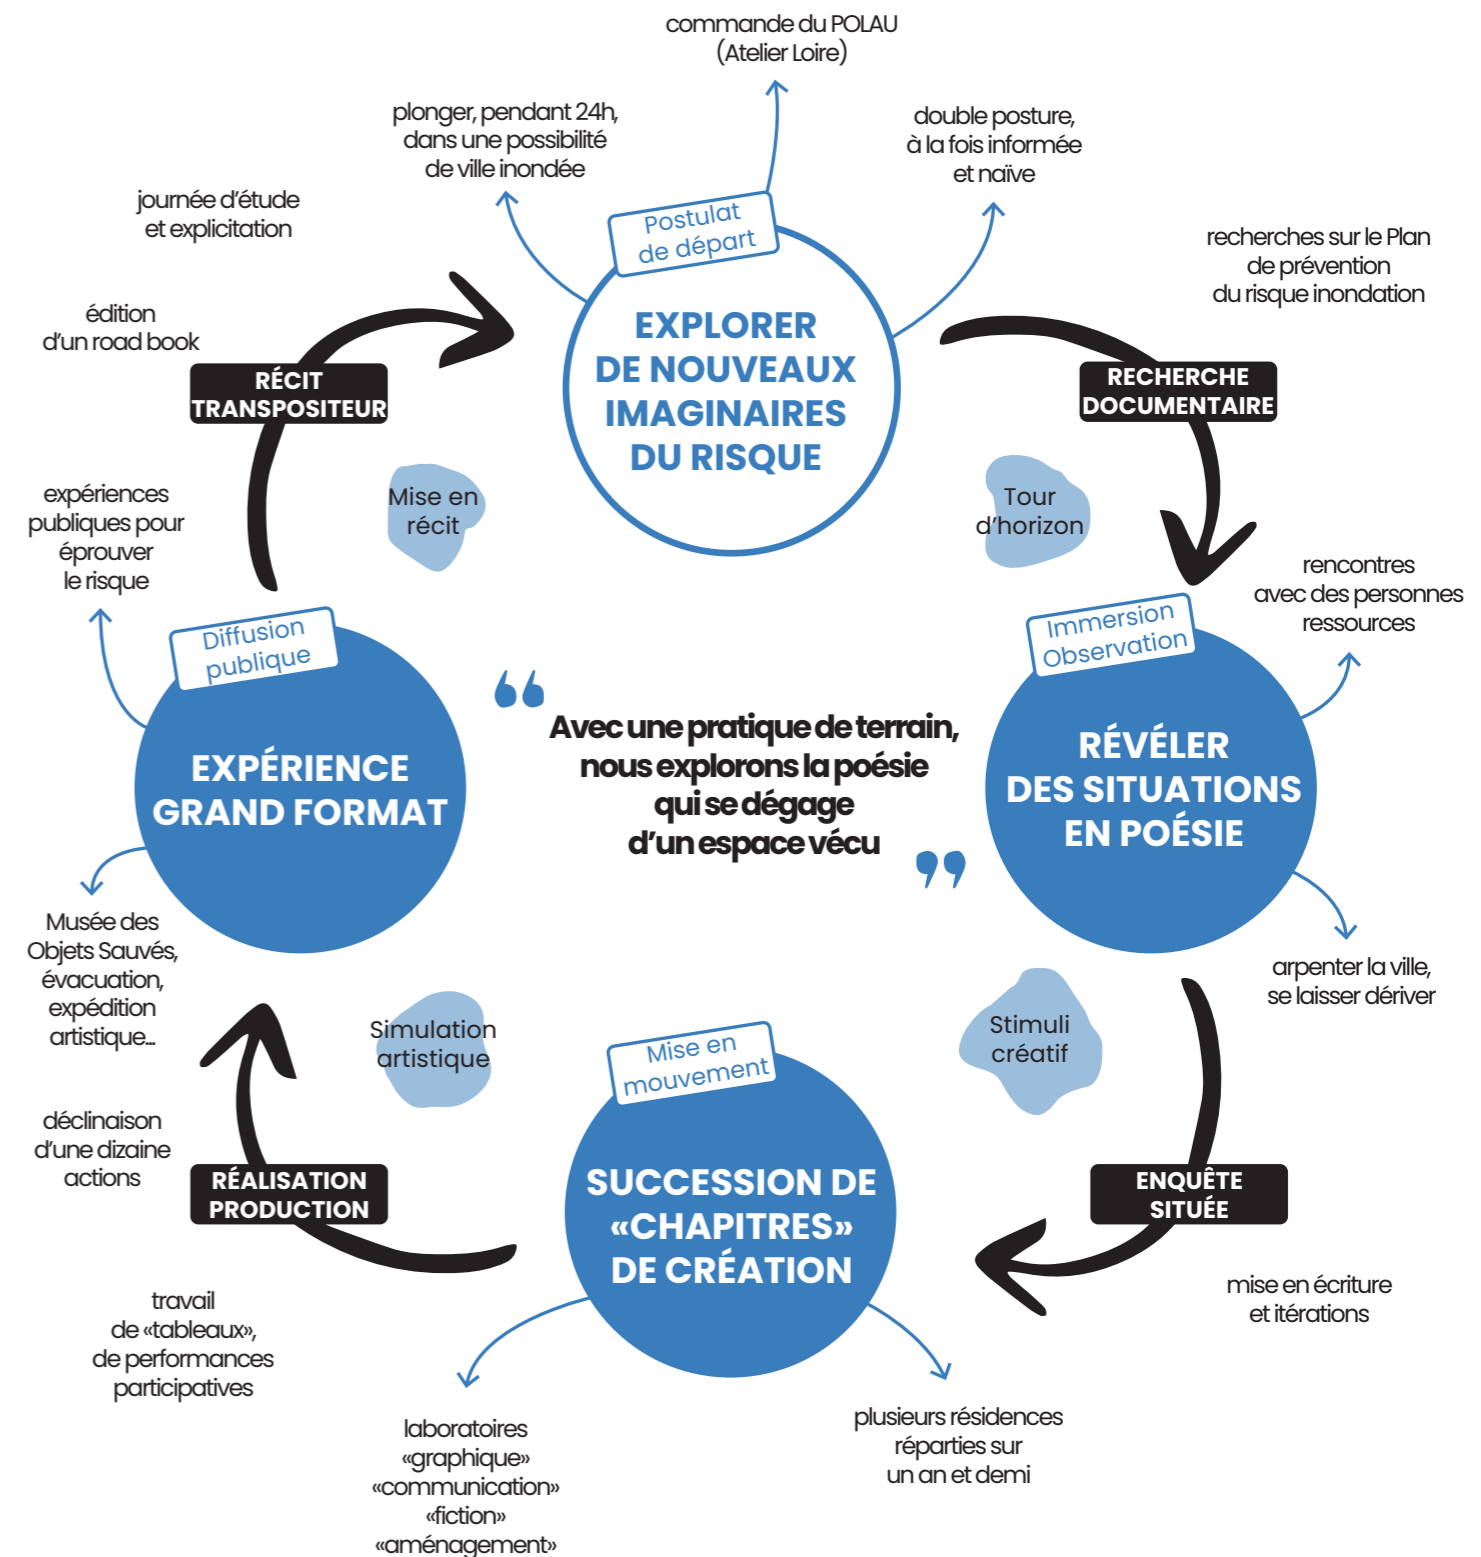 commande du POLAU
(Atelier Loire)
plonger, pendant 24h,
dans une possibilité
de ville inondée
double posture,
à la fois informée
et naïve
journée d'étude
et explicitation
Postulat
de départ
EXPLORER
DE NOUVEAUX
IMAGINAIRES
DU RISQUE
recherches sur le Plan
de prévention
du risque inondation
édition
d'un road book
RÉCIT
TRANSPOSITEUR
RECHERCHE
DOCUMENTAIRE
Mise en
récit
Tour
d'horizon
expériences
publiques pour
éprouver
le risque
rencontres
avec des personnes
ressources
Diffusion
publique
EXPÉRIENCE
GRAND FORMAT
“
Avec une pratique de terrain,
nous explorons la poésie
qui se dégage
d'un espace vécu
”
Immersion
Observation
RÉVÉLER
DES SITUATIONS
EN POÉSIE
Musée des
Objets Sauvés,
évacuation,
expédition
artistique...
arpenter la ville,
se laisser dériver
Simulation
artistique
Stimuli
créatif
Mise en
mouvement
SUCCESSION DE
«CHAPITRES»
DE CRÉATION
déclinaison
d'une dizaine
actions
RÉALISATION
PRODUCTION
ENQUÊTE
SITUÉE
mise en écriture
et itérations
travail
de «tableaux»,
de performances
participatives
laboratoires
«graphique»
«communication»
«fiction»
«aménagement»
plusieurs résidences
réparties sur
un an et demi